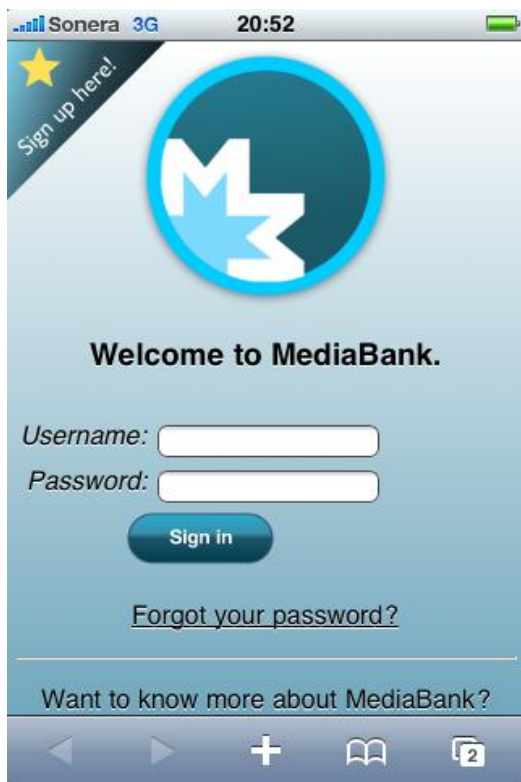 Sonera 3G 20:52
Sign up here!
Welcome to MediaBank.
Username:
Password:
Sign in
Forgot your password?
Want to know more about MediaBank?
2